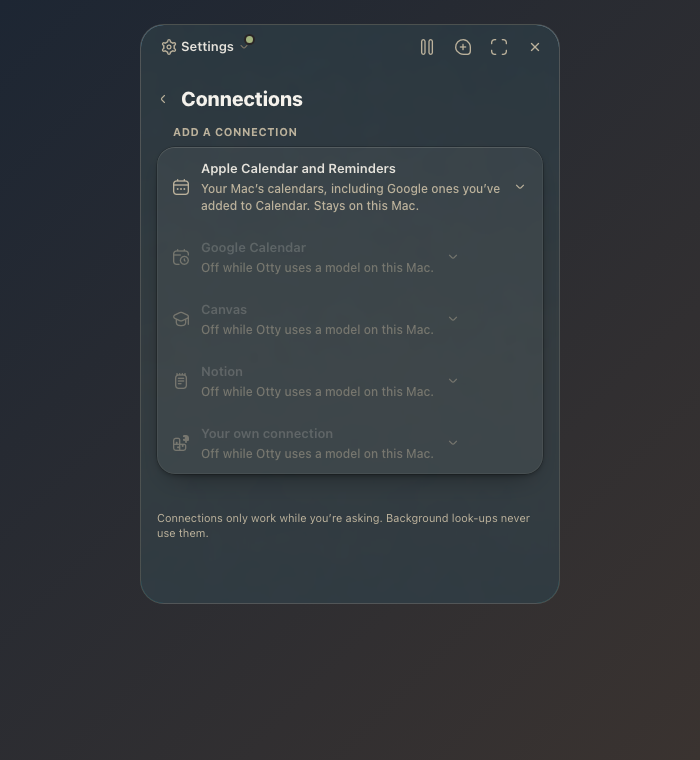 Settings
Connections
ADD A CONNECTION
Apple Calendar and Reminders
Your Mac’s calendars, including Google ones you’ve
added to Calendar. Stays on this Mac.
Google Calendar
Off while Otty uses a model on this Mac.
Canvas
Off while Otty uses a model on this Mac.
Notion
Off while Otty uses a model on this Mac.
Your own connection
Off while Otty uses a model on this Mac.
Connections only work while you’re asking. Background look-ups never
use them.